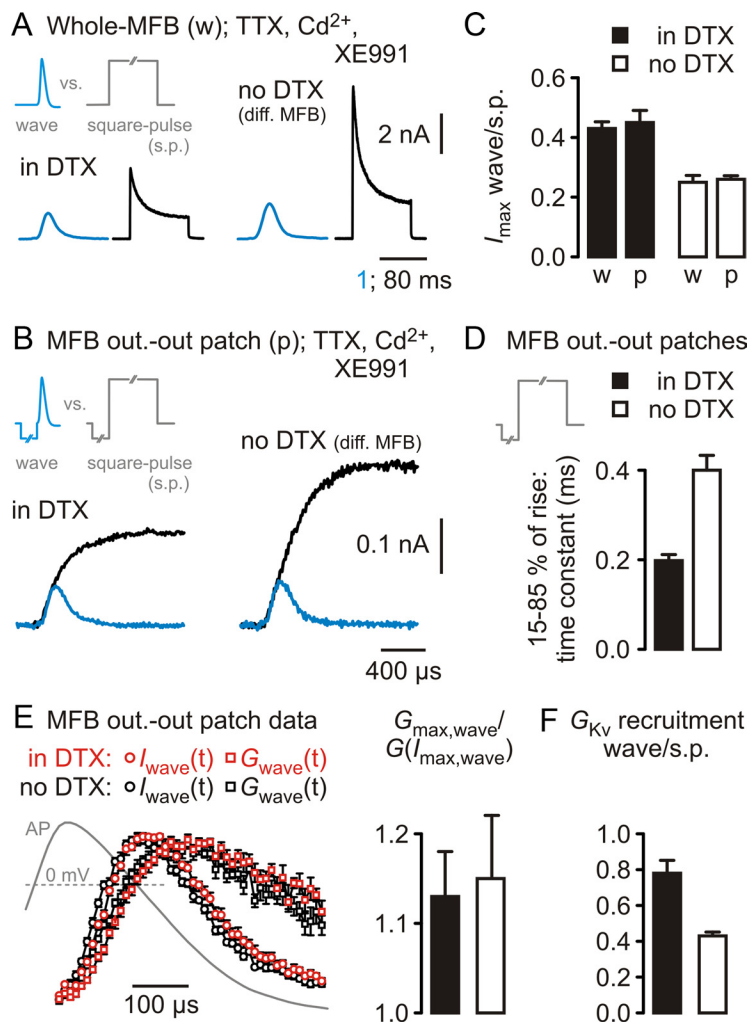 A Whole-MFB (w); TTX, Cd²⁺,
XE991
vs.
wave
square-pulse
(s.p.)
in DTX
no DTX
(diff. MFB)
2 nA
1; 80 ms
C
in DTX
no DTX
Imax wave/s.p.
0.6
0.4
0.2
0.0
w p w p
B MFB out.-out patch (p); TTX, Cd²⁺,
XE991
vs.
wave
square-pulse
(s.p.)
in DTX
no DTX (diff. MFB)
0.1 nA
400 µs
D MFB out.-out patches
in DTX
no DTX
15-85 % of rise:
time constant (ms)
0.4
0.2
0.0
E MFB out.-out patch data
in DTX: Iwave(t) Gwave(t)
no DTX: Iwave(t) Gwave(t)
AP
0 mV
100 µs
Gmax,wave/
G(Imax,wave)
1.2
1.1
1.0
F GKv recruitment
wave/s.p.
1.0
0.8
0.6
0.4
0.2
0.0